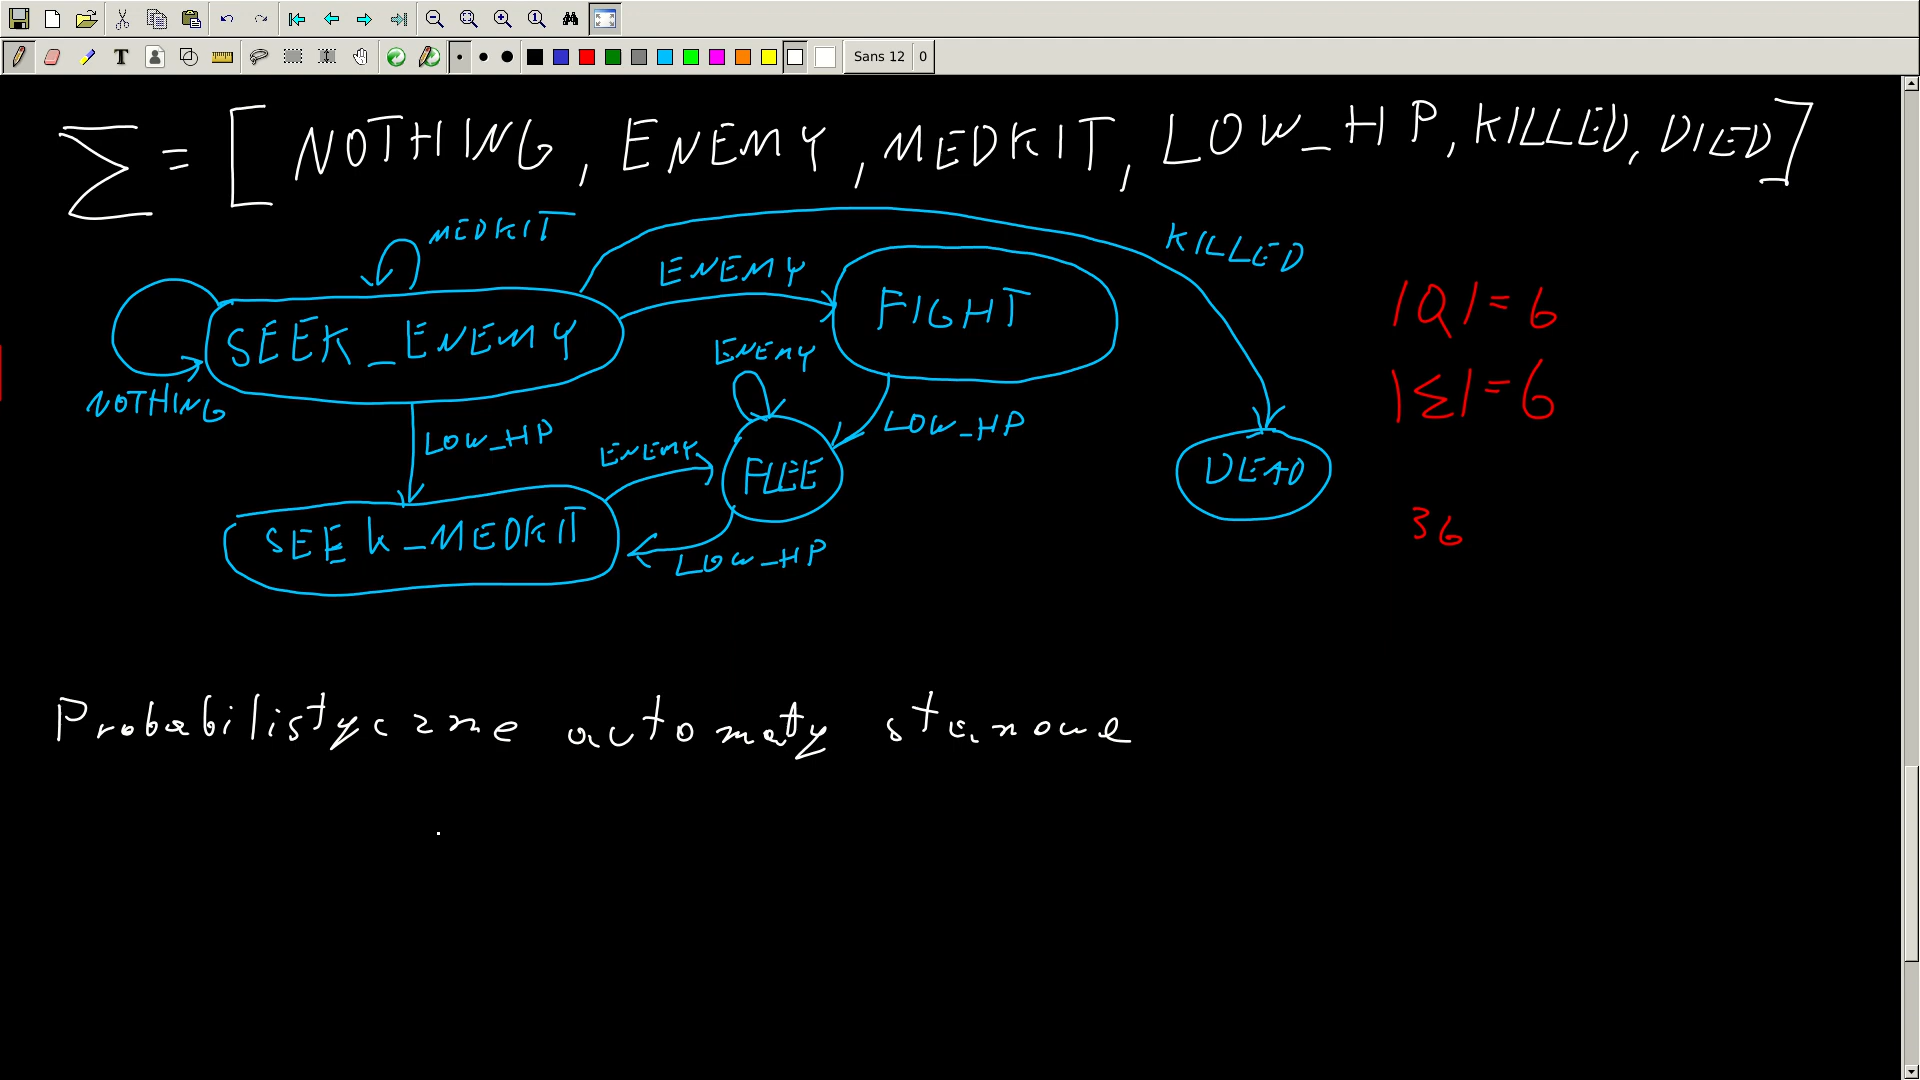 Sans 12 0
Σ = [ NOTHING, ENEMY, MEDKIT, LOW_HP, KILLED, DIED]
MEDKIT
KILLED
ENEMY
FIGHT
|Q| = 6
SEEK_ENEMY
ENEMY
|Σ| = 6
NOTHING
LOW_HP
LOW_HP
ENEMY
FLEE
DEAD
SEEK_MEDKIT
36
LOW_HP
Probabilistyczne automaty stanowe